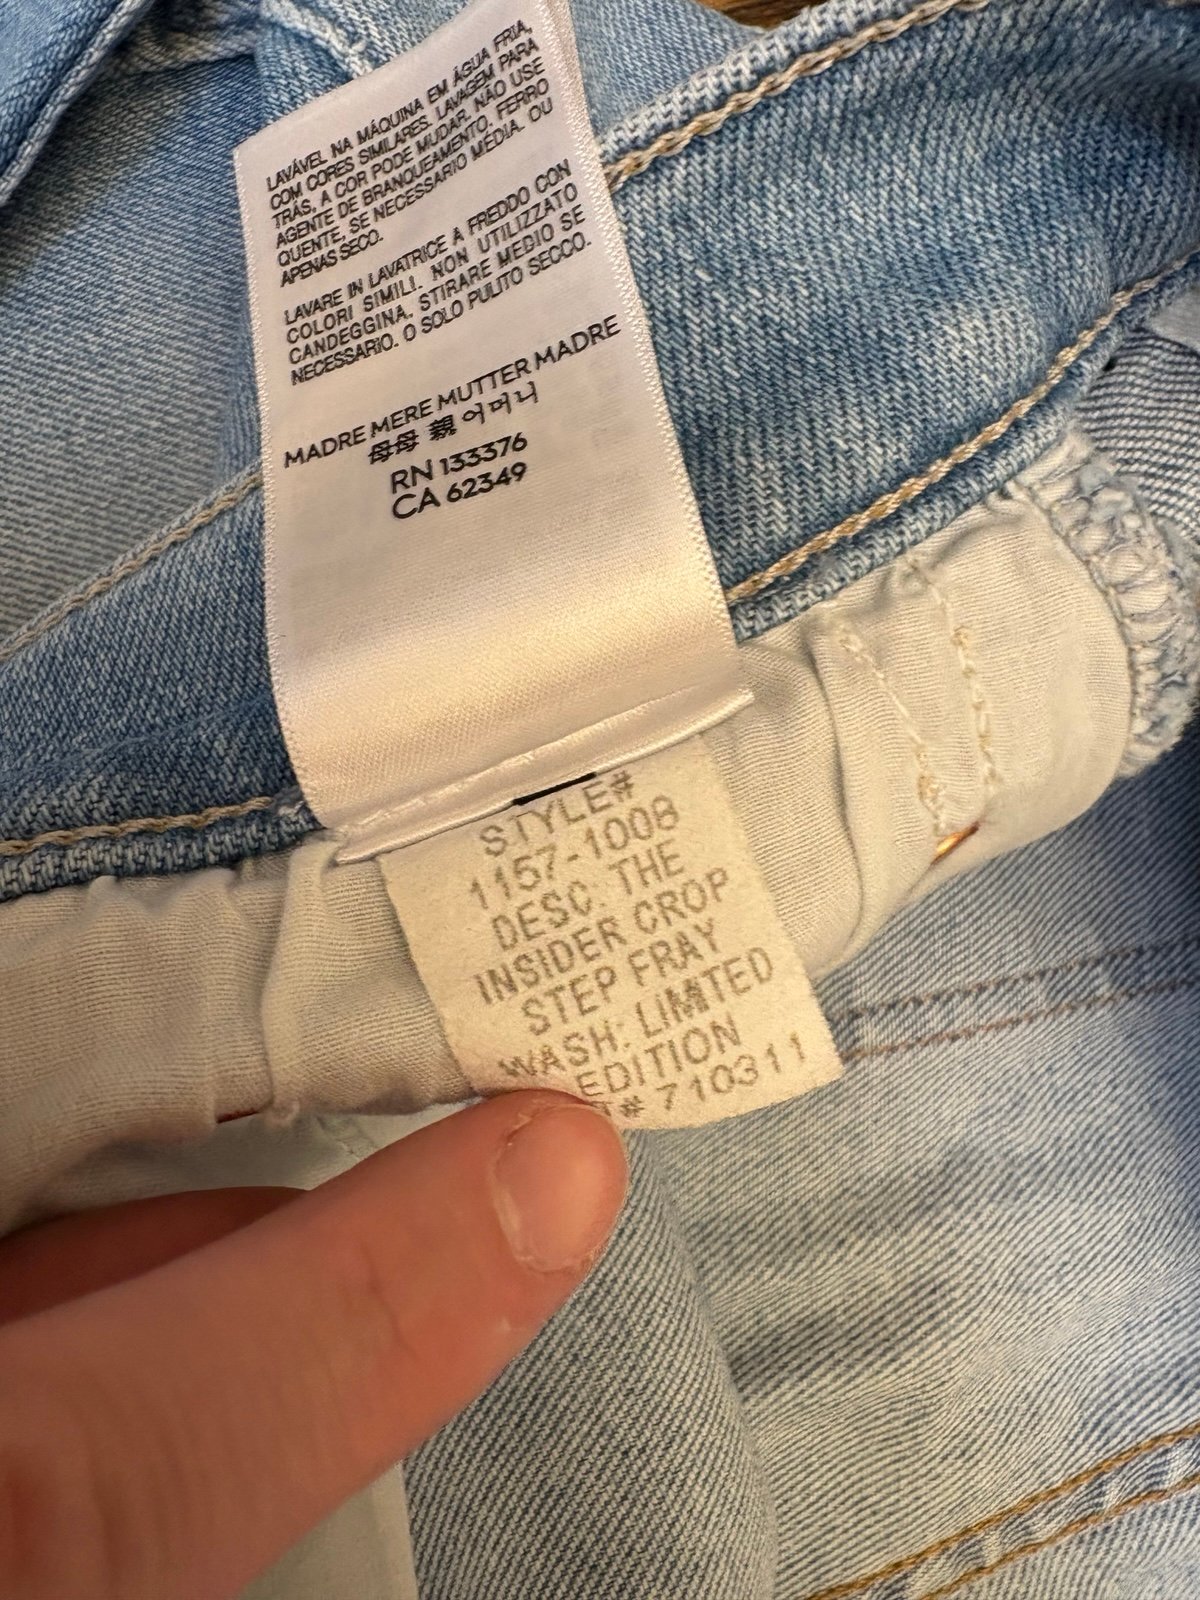 LAVÁVEL NA MÁQUINA EM ÁGUA FRIA,
COM CORES SIMILARES. LAVAGEM PARA
TRÁS, A COR PODE MUDAR. NÃO USE
AGENTE DE BRANQUEAMENTO. FERRO
QUENTE, SE NECESSARIO MÉDIA. OU
APENAS SECO.
LAVARE IN LAVATRICE A FREDDO CON
COLORI SIMILI. NON UTILIZZATO
CANDEGGINA. STIRARE MEDIO SE
NECESSARIO. O SOLO PULITO SECCO.
MADRE MERE MUTTER MADRE
母母 親 어머니
RN 133376
CA 62349
STYLE#
1157-1008
DESC: THE
INSIDER CROP
STEP FRAY
WASH: LIMITED
EDITION
# 710311